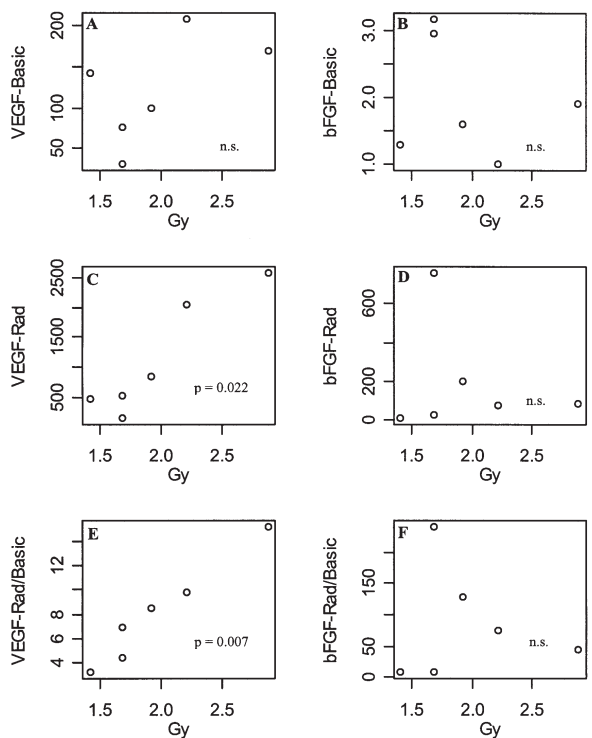 A
VEGF-Basic
200
100
50
n.s.
1.5 2.0 2.5
Gy
B
bFGF-Basic
3.0
2.0
1.0
n.s.
1.5 2.0 2.5
Gy
C
VEGF-Rad
2500
1500
500
p = 0.022
1.5 2.0 2.5
Gy
D
bFGF-Rad
600
200
0
n.s.
1.5 2.0 2.5
Gy
E
VEGF-Rad/Basic
12
8
6
4
p = 0.007
1.5 2.0 2.5
Gy
F
bFGF-Rad/Basic
150
50
0
n.s.
1.5 2.0 2.5
Gy